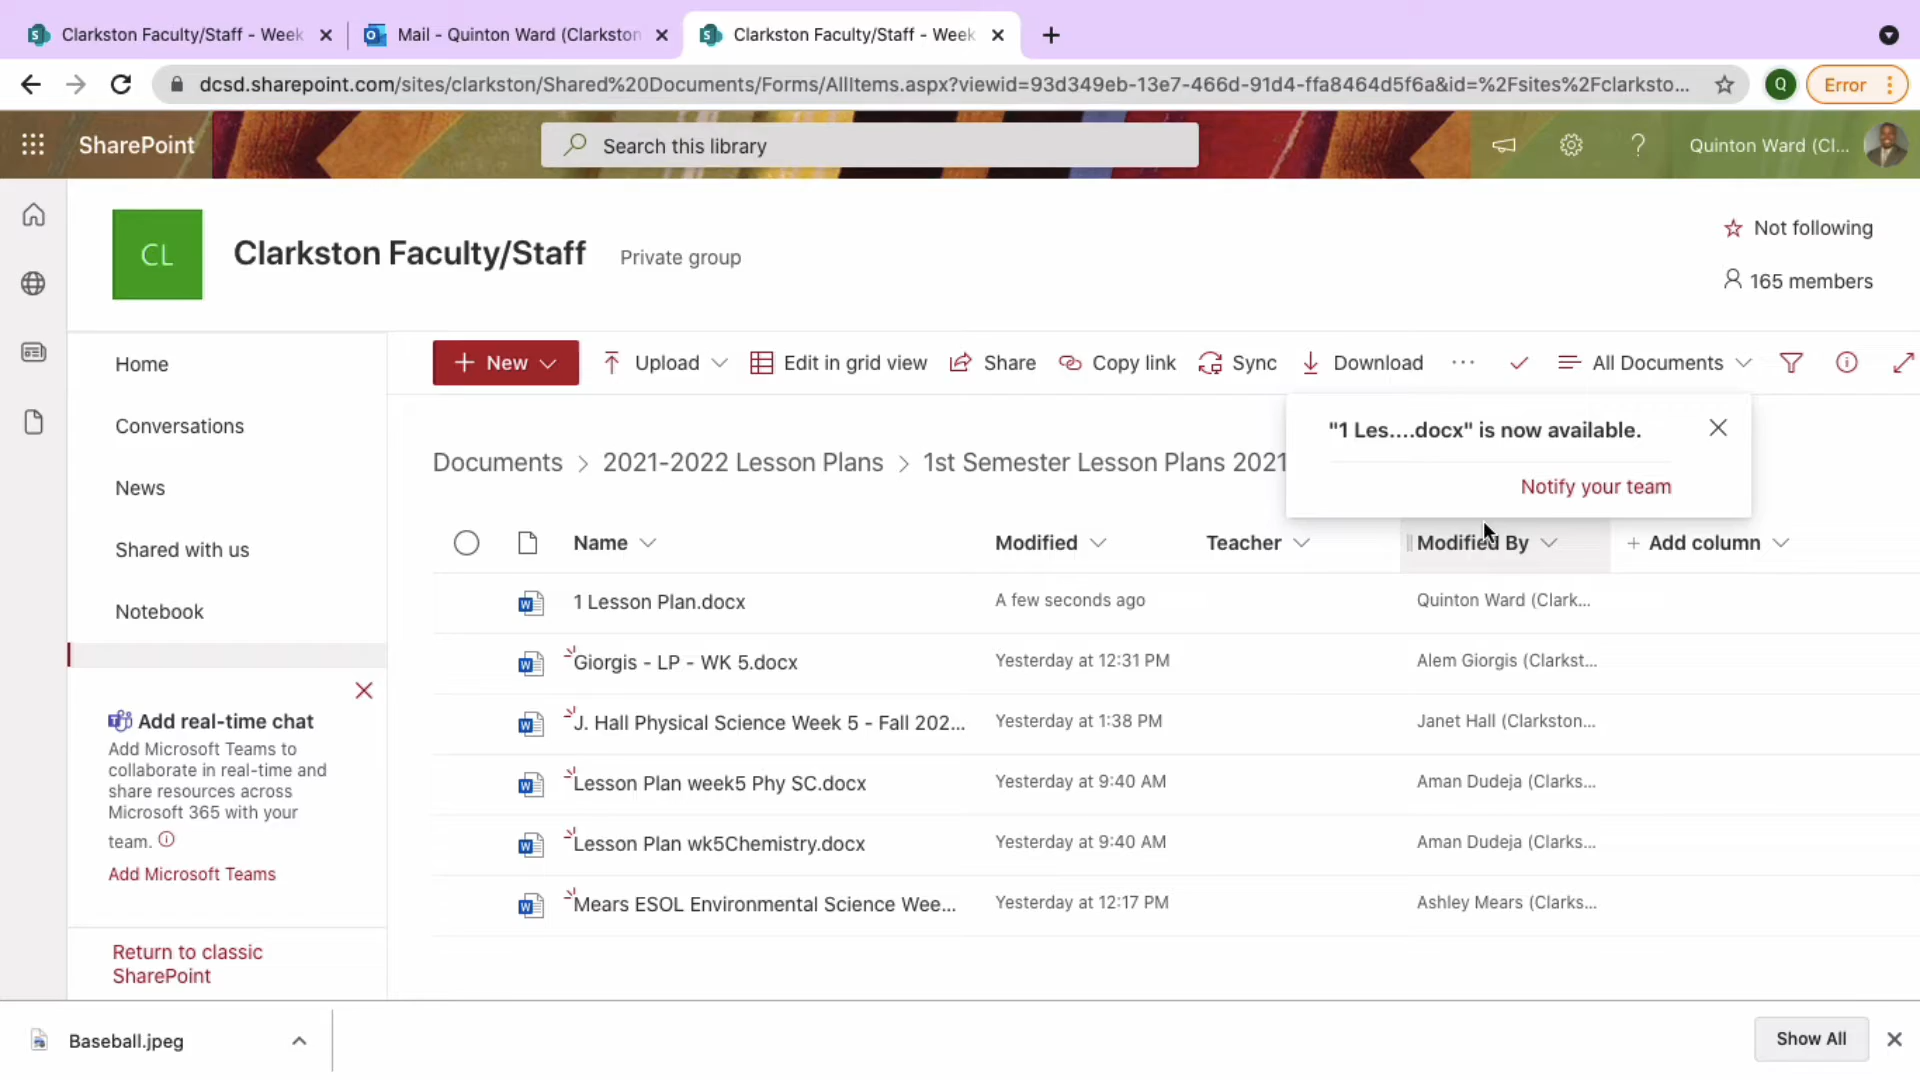 Clarkston Faculty/Staff - Week
Mail - Quinton Ward (Clarkston
Clarkston Faculty/Staff - Week
dcsd.sharepoint.com/sites/clarkston/Shared%20Documents/Forms/AllItems.aspx?viewid=93d349eb-13e7-466d-91d4-ffa8464d5f6a&id=%2Fsites%2Fclarksto...
Q
Error
SharePoint
Search this library
Quinton Ward (Cl...
CL
Clarkston Faculty/Staff
Private group
Not following
165 members
Home
Conversations
News
Shared with us
Notebook
Add real-time chat
Add Microsoft Teams to
collaborate in real-time and
share resources across
Microsoft 365 with your
team.
Add Microsoft Teams
Return to classic
SharePoint
New
Upload
Edit in grid view
Share
Copy link
Sync
Download
All Documents
"1 Les....docx" is now available.
Notify your team
Documents > 2021-2022 Lesson Plans > 1st Semester Lesson Plans 2021
Name
Modified
Teacher
Modified By
+ Add column
1 Lesson Plan.docx
A few seconds ago
Quinton Ward (Clark...
Giorgis - LP - WK 5.docx
Yesterday at 12:31 PM
Alem Giorgis (Clarkst...
J. Hall Physical Science Week 5 - Fall 202...
Yesterday at 1:38 PM
Janet Hall (Clarkston...
Lesson Plan week5 Phy SC.docx
Yesterday at 9:40 AM
Aman Dudeja (Clarks...
Lesson Plan wk5Chemistry.docx
Yesterday at 9:40 AM
Aman Dudeja (Clarks...
Mears ESOL Environmental Science Wee...
Yesterday at 12:17 PM
Ashley Mears (Clarks...
Baseball.jpeg
Show All